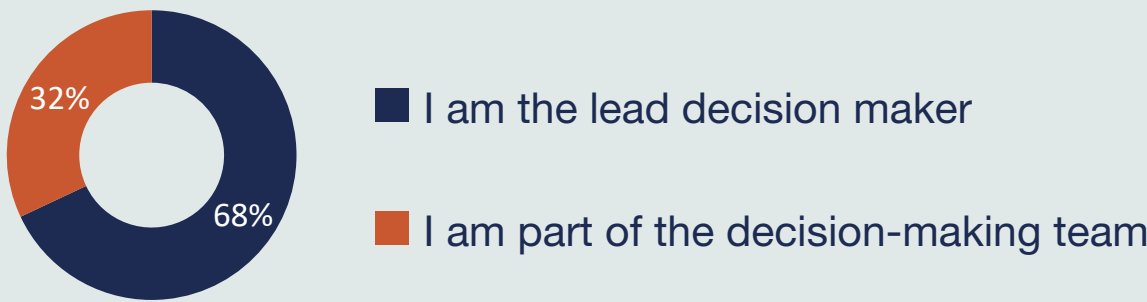 32%
68%
I am the lead decision maker
I am part of the decision-making team